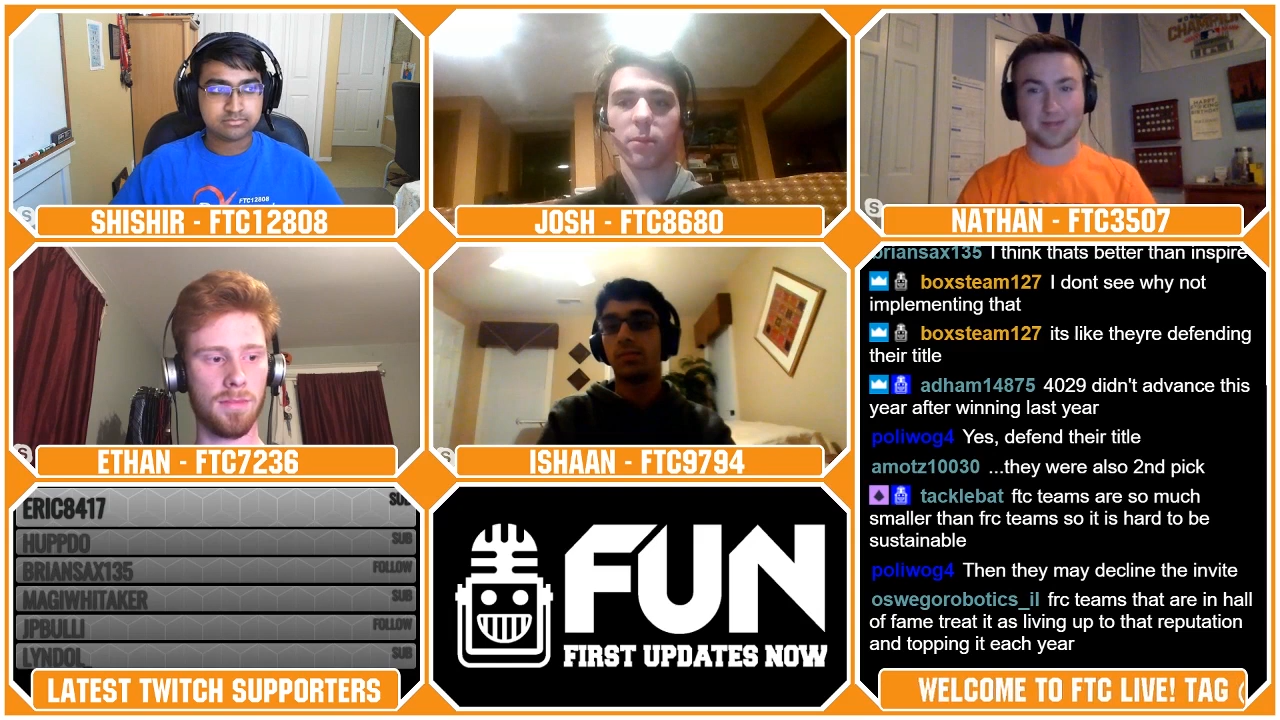 CHAMPION
HAPPY
BIRTHDAY
FTC12808
SHISHIR - FTC12808
JOSH - FTC8680
NATHAN - FTC3507
briansax135 I think thats better than inspire
boxsteam127 I dont see why not
implementing that
boxsteam127 its like theyre defending
their title
adham14875 4029 didn't advance this
year after winning last year
poliwog4 Yes, defend their title
amotz10030 ...they were also 2nd pick
tacklebat ftc teams are so much
smaller than frc teams so it is hard to be
sustainable
poliwog4 Then they may decline the invite
oswegorobotics_il frc teams that are in hall
of fame treat it as living up to that reputation
and topping it each year
ETHAN - FTC7236
ISHAAN - FTC9794
ERIC8417 SUB
HUPPDO SUB
BRIANSAX135 FOLLOW
MAGIWHITAKER SUB
JPBULLI FOLLOW
LYNDOL_ SUB
LATEST TWITCH SUPPORTERS
FUN
FIRST UPDATES NOW
WELCOME TO FTC LIVE! TAG (